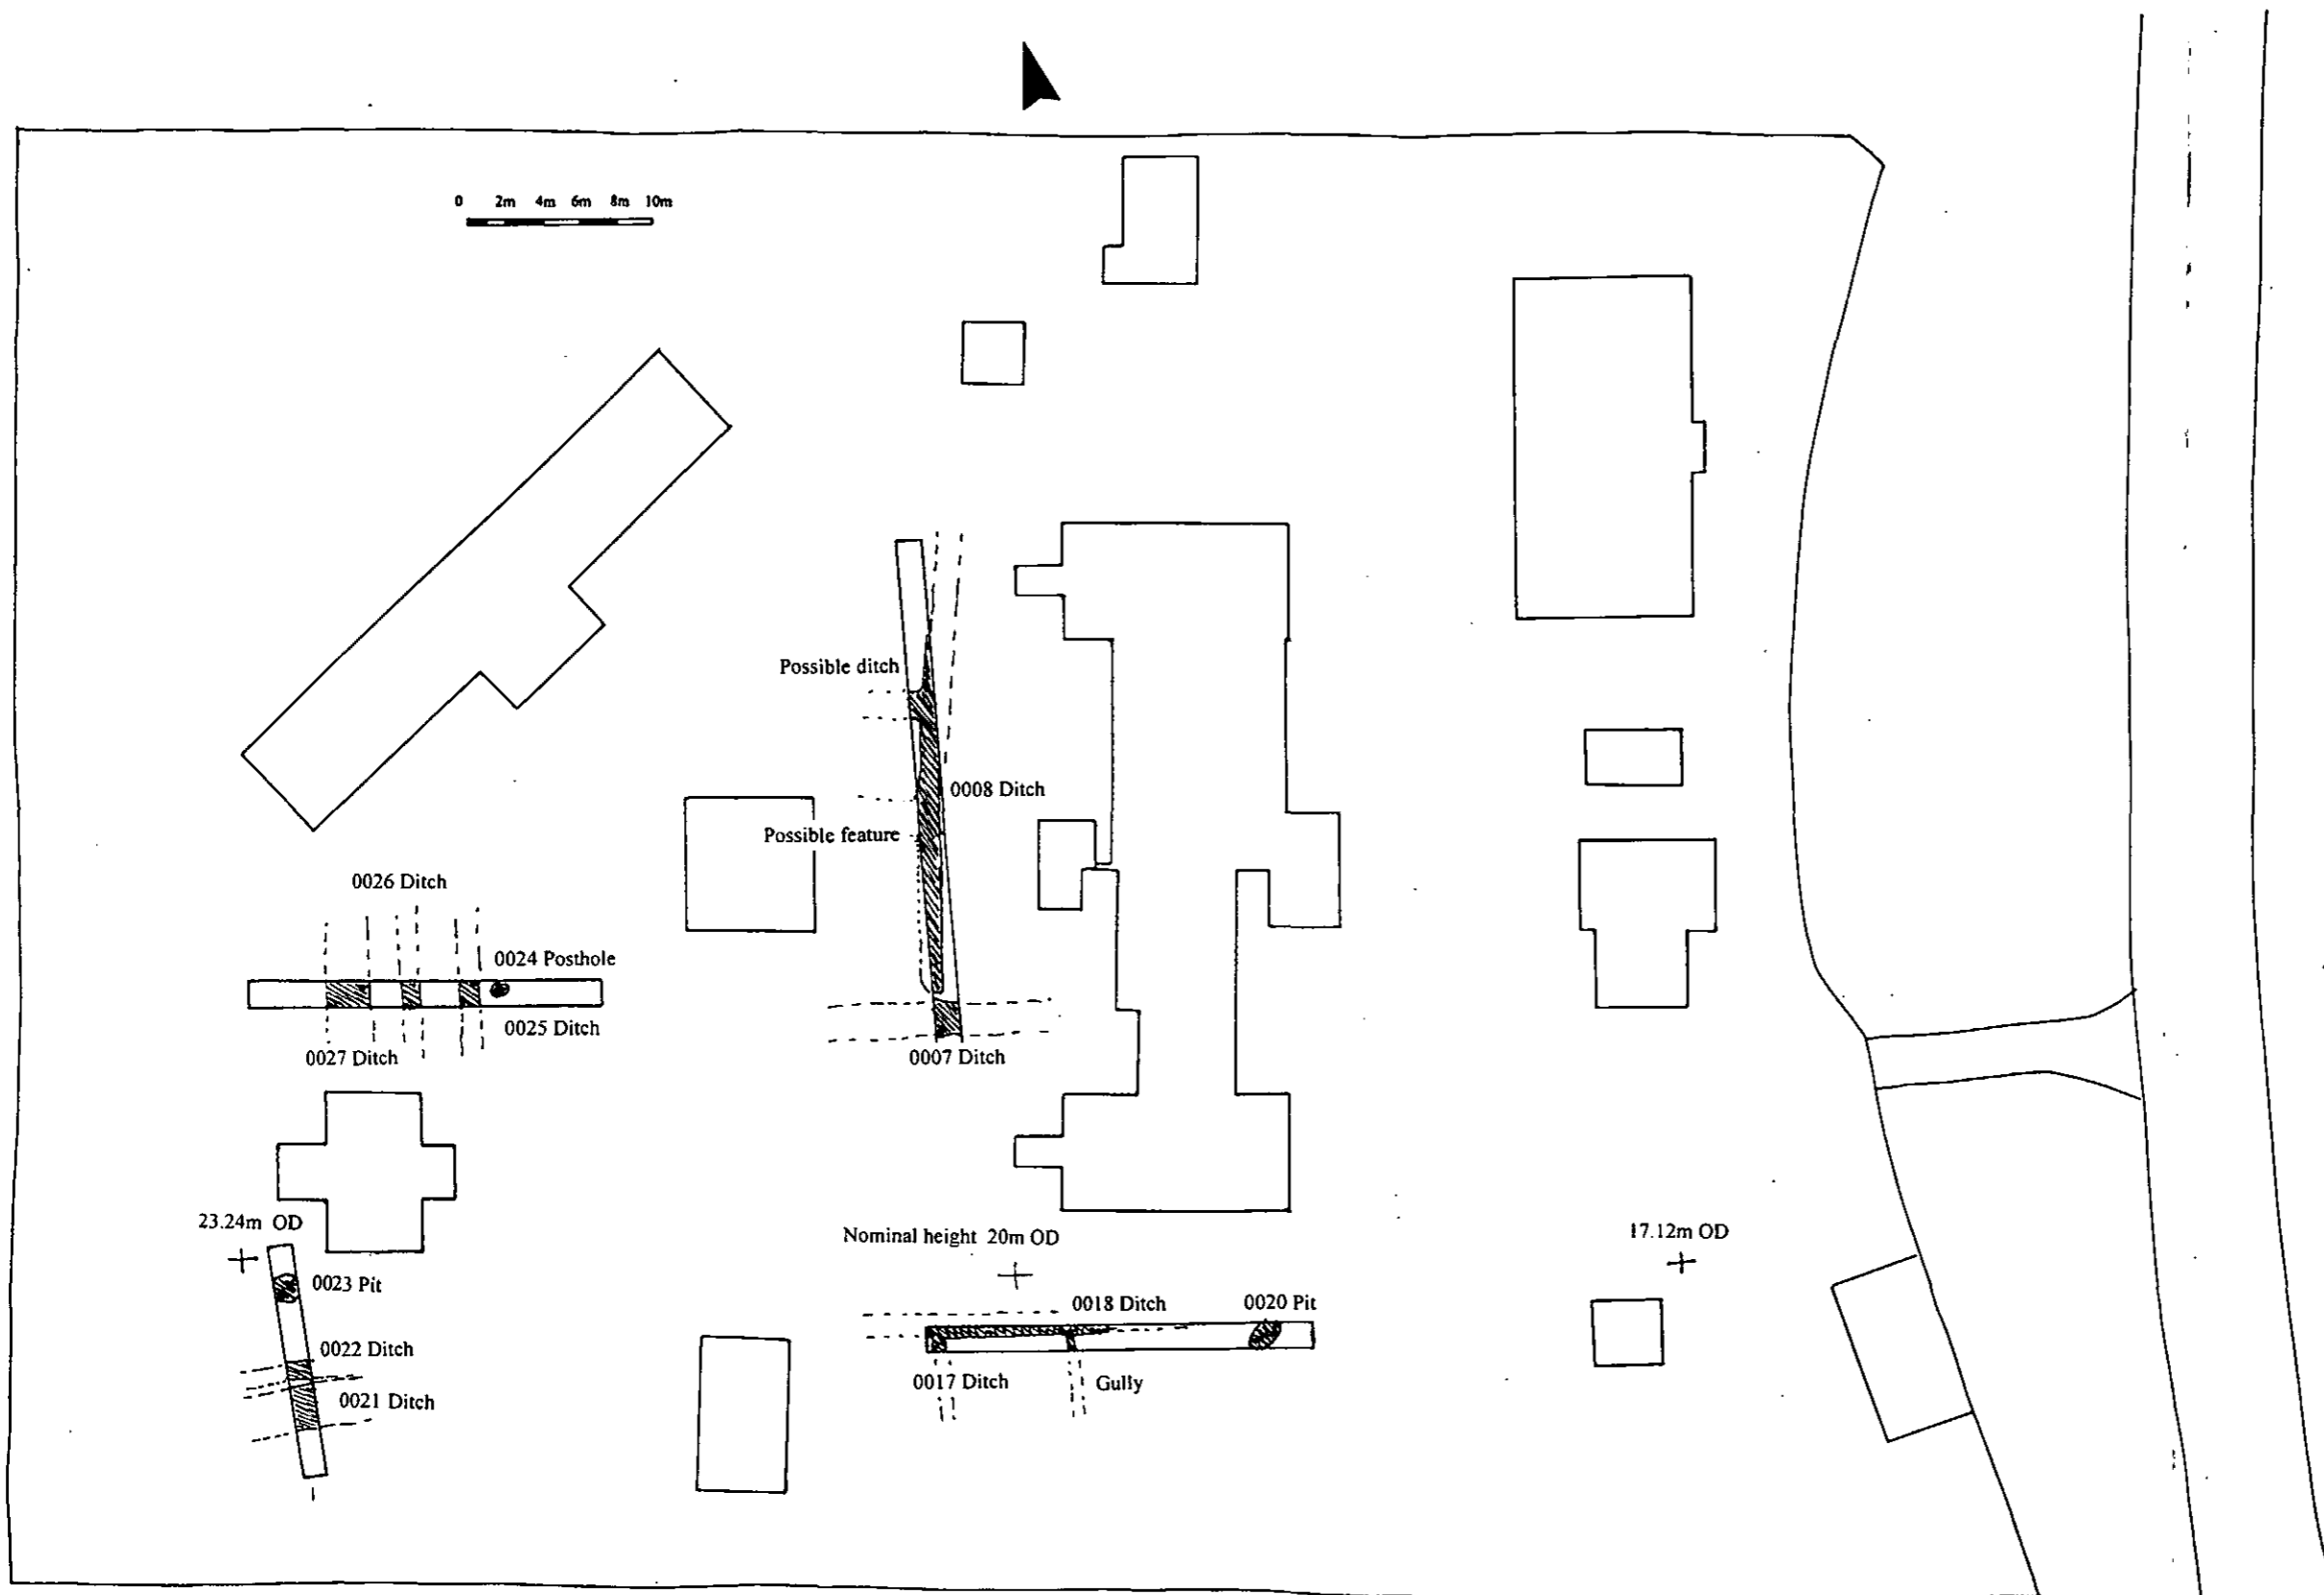 0 2m 4m 6m 8m 10m
Possible ditch
0008 Ditch
Possible feature
0026 Ditch
0024 Posthole
0025 Ditch
0027 Ditch
0007 Ditch
23.24m OD
Nominal height 20m OD
17.12m OD
0023 Pit
0018 Ditch
0020 Pit
0022 Ditch
0017 Ditch
Gully
0021 Ditch